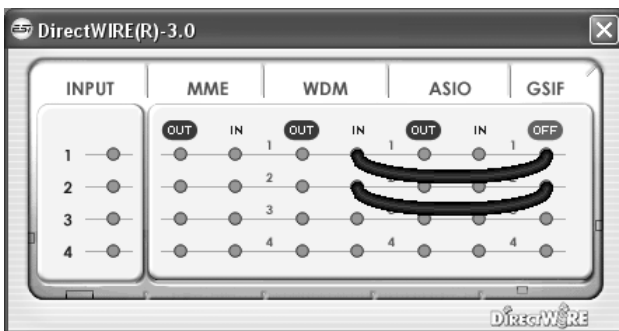 ESI DirectWIRE(R)-3.0
INPUT MME WDM ASIO GSIF
OUT IN OUT IN OUT IN OFF
1 1 1 1
2 2
3 3
4 4 4 4
DirectWIRE